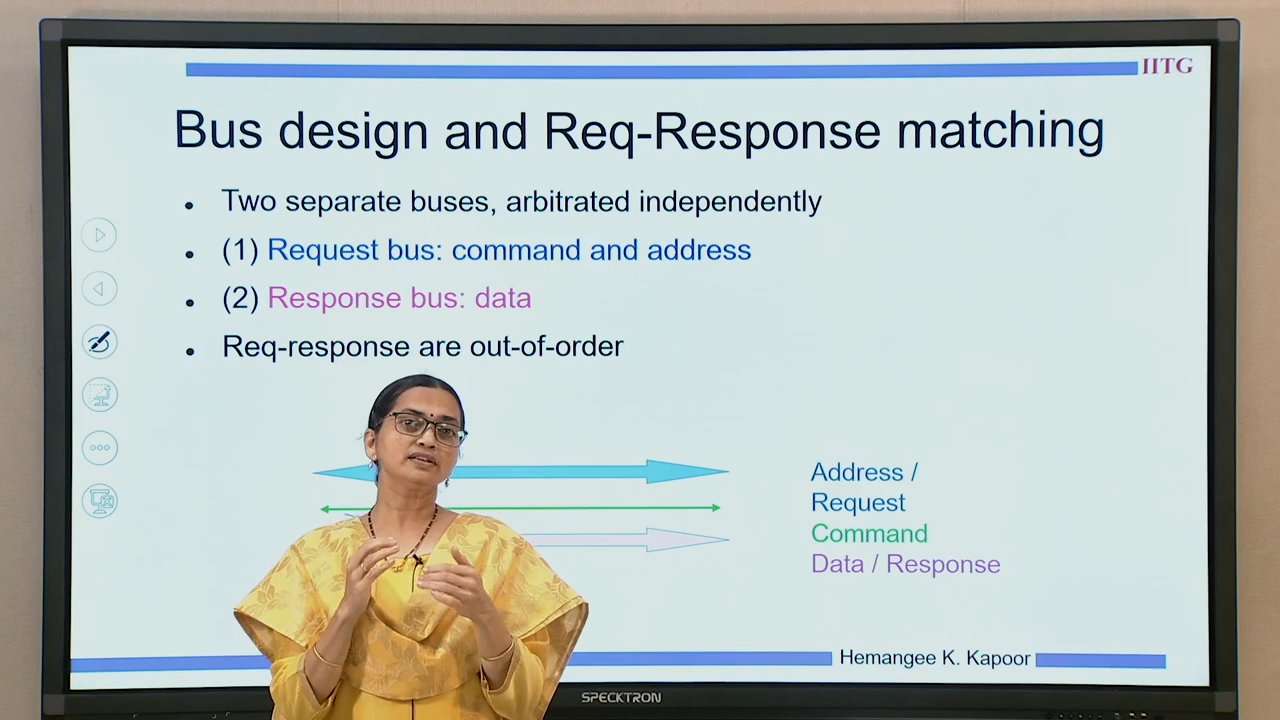 IITG
Bus design and Req-Response matching
• Two separate buses, arbitrated independently
• (1) Request bus: command and address
• (2) Response bus: data
• Req-response are out-of-order
Address /
Request
Command
Data / Response
Hemangee K. Kapoor
SPECKTRON